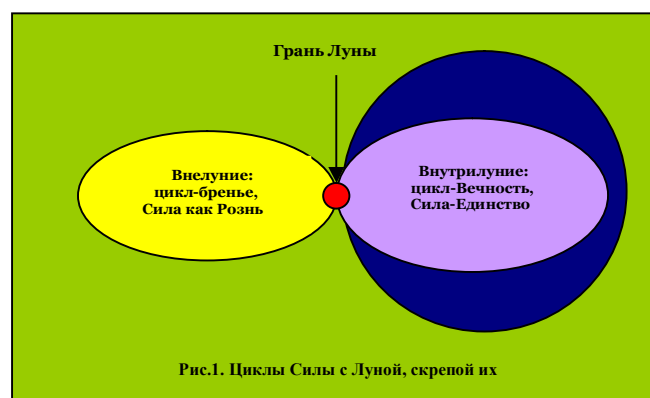 Грань Луны
Внелуние:
цикл-бренье,
Сила как Рознь
Внутрилуние:
цикл-Вечность,
Сила-Единство
Рис.1. Циклы Силы с Луной, скрепой их